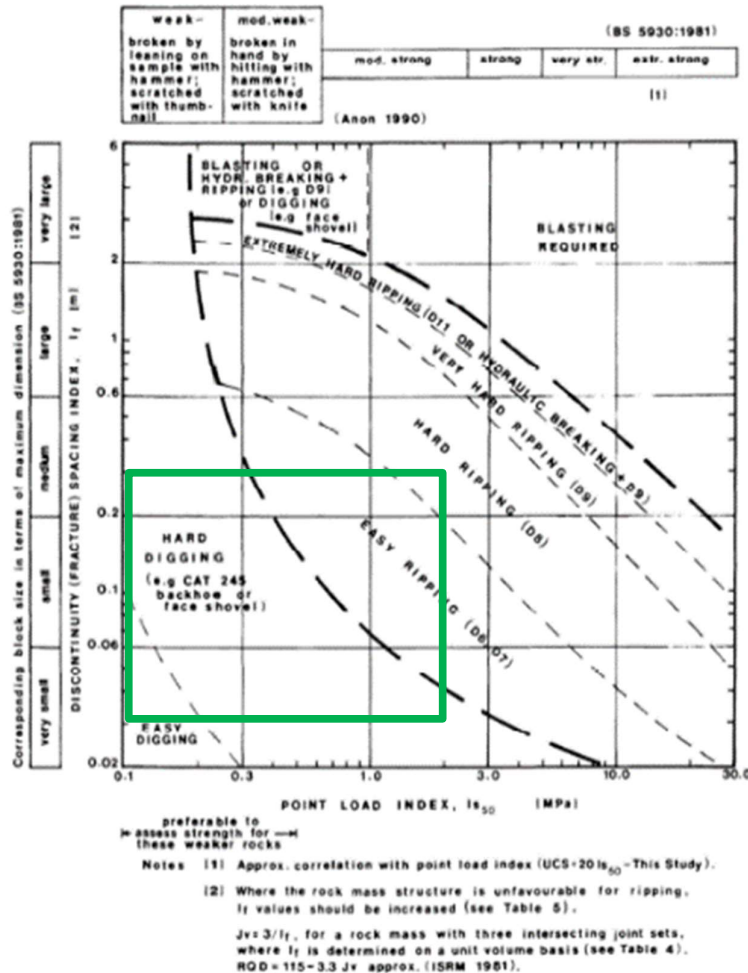 weak-
broken by
leaning on
sample with
hammer;
scratched
with thumb-
nail
mod.weak-
broken in
hand by
hitting with
hammer;
scratched
with knife
(BS 5930:1981)
mod. strong
strong
very str.
extr. strong
(1)
(Anon 1990)
Corresponding block size in terms of maximum dimension (BS 5930:1981)
very large
large
medium
small
very small
DISCONTINUITY (FRACTURE) SPACING INDEX, If (m)
(2)
6
2
1
0.6
0.2
0.1
0.06
0.02
BLASTING OR
HYDR. BREAKING +
RIPPING (e.g D9)
or DIGGING
(e.g face
shovel)
BLASTING
REQUIRED
EXTREMELY HARD RIPPING (D11 OR HYDRAULIC BREAKING + D9)
VERY HARD RIPPING (D9)
HARD RIPPING (D8)
EASY RIPPING (D6/D7)
HARD
DIGGING
(e.g CAT 245
backhoe or
face shovel)
EASY
DIGGING
0.1
0.3
1.0
3.0
10.0
30.0
POINT LOAD INDEX, Is50 (MPa)
preferable to
assess strength for
these weaker rocks
Notes (1) Approx. correlation with point load index (UCS=20 Is50 - This Study).
(2) Where the rock mass structure is unfavourable for ripping,
If values should be increased (see Table 5).
Jv=3/If, for a rock mass with three intersecting joint sets,
where If is determined on a unit volume basis (see Table 4).
RQD=115-3.3 Jv approx. (ISRM 1981).